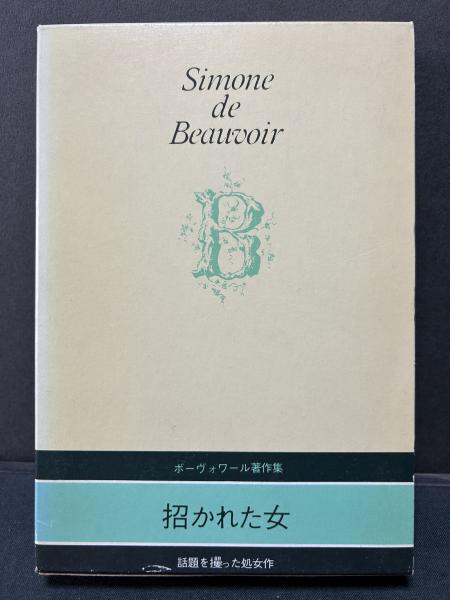 Simone
de
Beauvoir
B
ボーヴォワール著作集
招かれた女
話題を攫った処女作